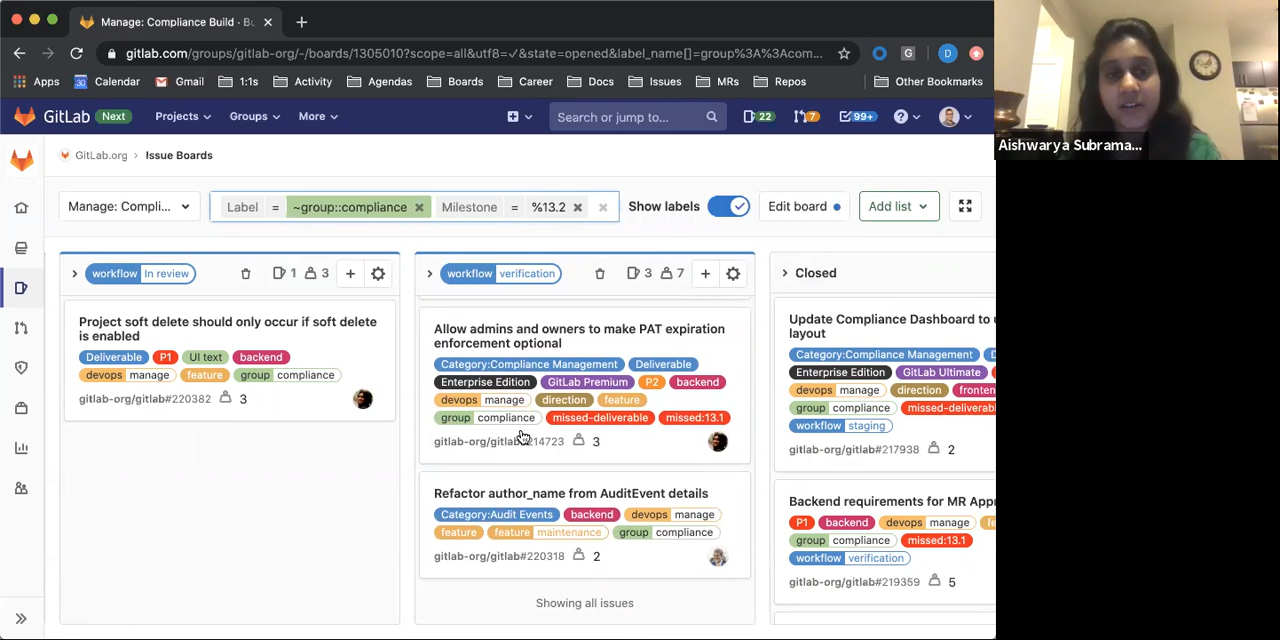 Manage: Compliance Build · Bo
gitlab.com/groups/gitlab-org/-/boards/1305010?scope=all&utf8=✓&state=opened&label_name[]=group%3A%3Acom...
G
D
Apps
Calendar
Gmail
1:1s
Activity
Agendas
Boards
Career
Docs
Issues
MRs
Repos
Other Bookmarks
GitLab Next
Projects
Groups
More
Search or jump to...
22
7
99+
GitLab.org › Issue Boards
Manage: Compli...
Label = ~group::compliance
Milestone = %13.2
Show labels
Edit board
Add list
workflow In review
1 3
Project soft delete should only occur if soft delete
is enabled
Deliverable P1 UI text backend
devops manage feature group compliance
gitlab-org/gitlab#220382 3
workflow verification
3 7
Allow admins and owners to make PAT expiration
enforcement optional
Category:Compliance Management Deliverable
Enterprise Edition GitLab Premium P2 backend
devops manage direction feature
group compliance missed-deliverable missed:13.1
gitlab-org/gitlab 214723 3
Refactor author_name from AuditEvent details
Category:Audit Events backend devops manage
feature feature maintenance group compliance
gitlab-org/gitlab#220318 2
Showing all issues
Closed
Update Compliance Dashboard to
layout
Category:Compliance Management
Enterprise Edition GitLab Ultimate
devops manage direction fronten
group compliance missed-deliverab
workflow staging
gitlab-org/gitlab#217938 2
Backend requirements for MR Appr
P1 backend devops manage fe
group compliance missed:13.1
workflow verification
gitlab-org/gitlab#219359 5
Aishwarya Subrama...